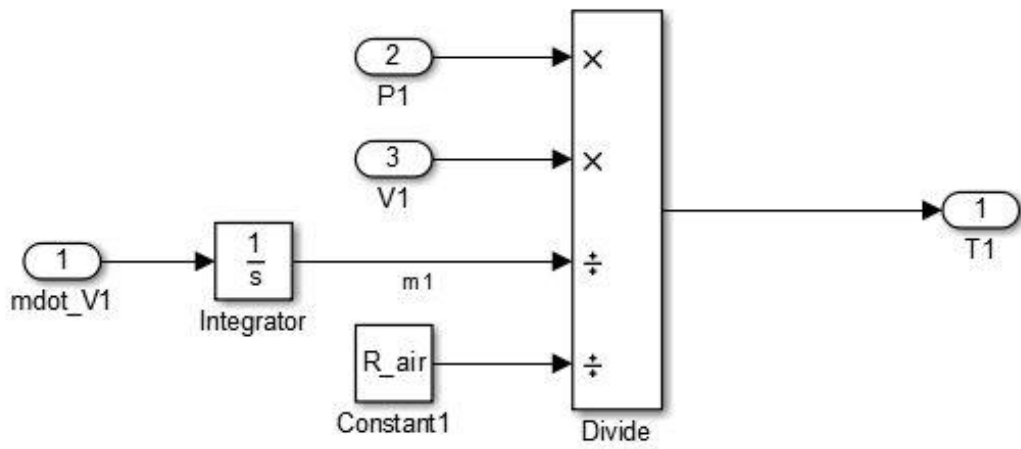 2
P1
×
3
V1
×
1
mdot_V1
1
s
Integrator
m1
÷
1
T1
R_air
Constant1
÷
Divide